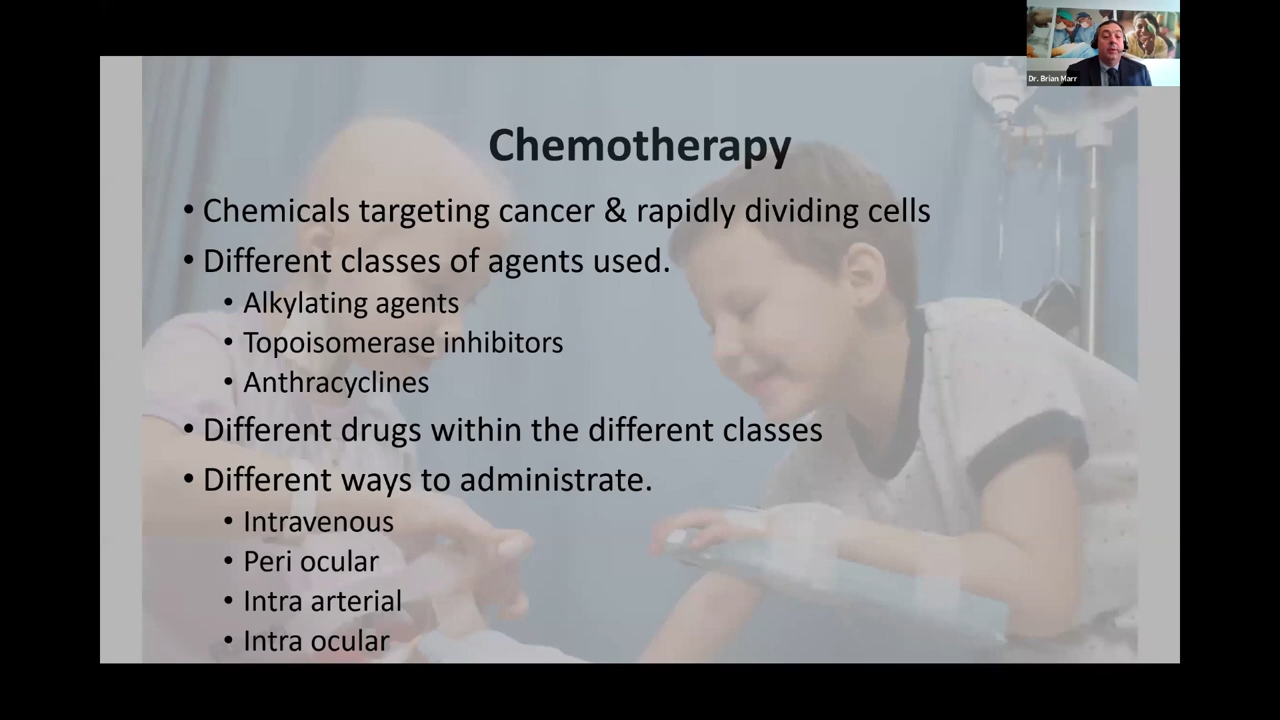 Dr. Brian Marr
Chemotherapy
• Chemicals targeting cancer & rapidly dividing cells
• Different classes of agents used.
• Alkylating agents
• Topoisomerase inhibitors
• Anthracyclines
• Different drugs within the different classes
• Different ways to administrate.
• Intravenous
• Peri ocular
• Intra arterial
• Intra ocular